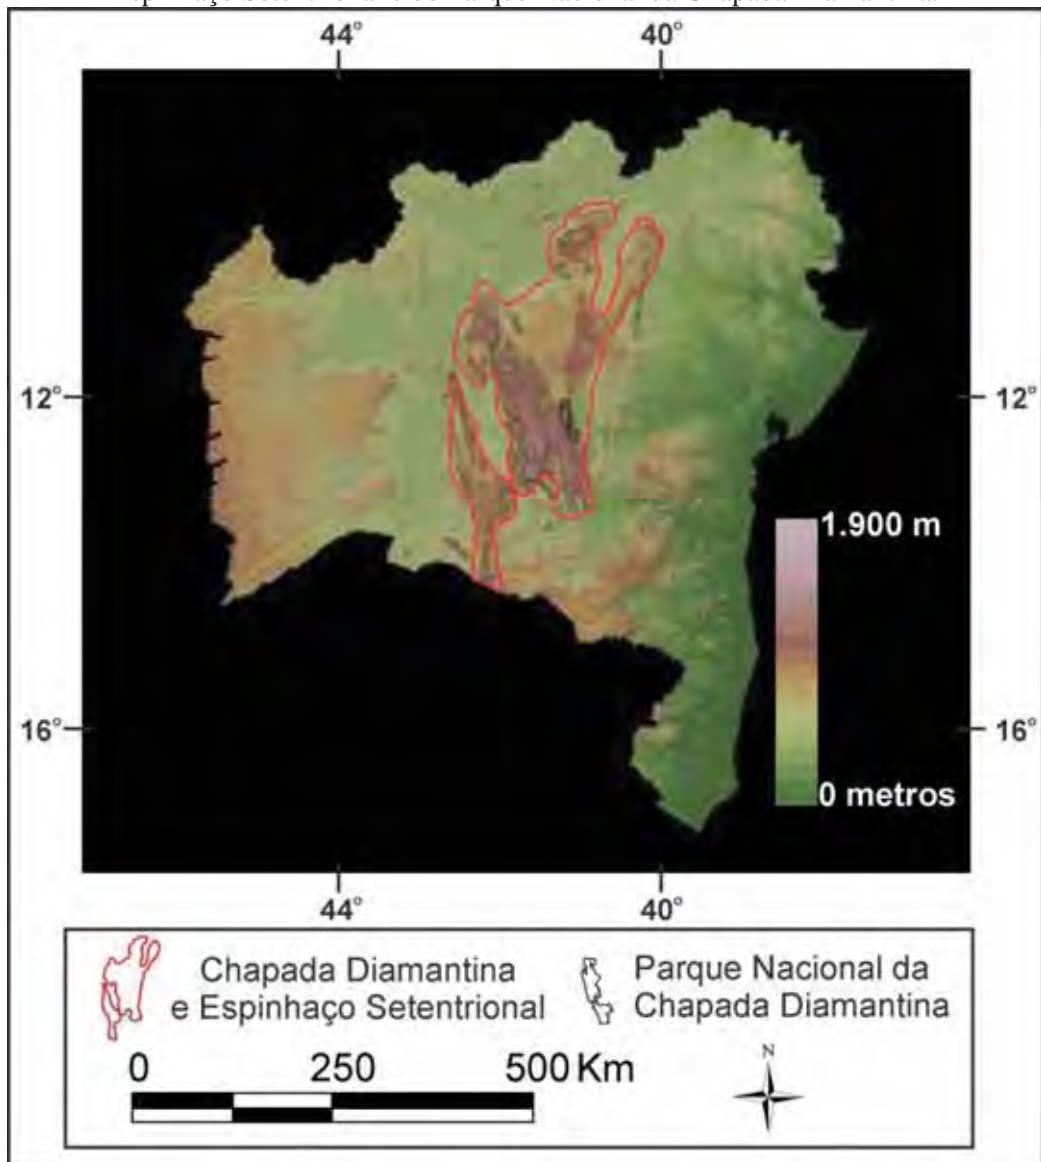 44° 40°
12° 12°
1.900 m
16° 16°
0 metros
44° 40°
Chapada Diamantina
e Espinhaço Setentrional
Parque Nacional da
Chapada Diamantina
0 250 500 Km
N